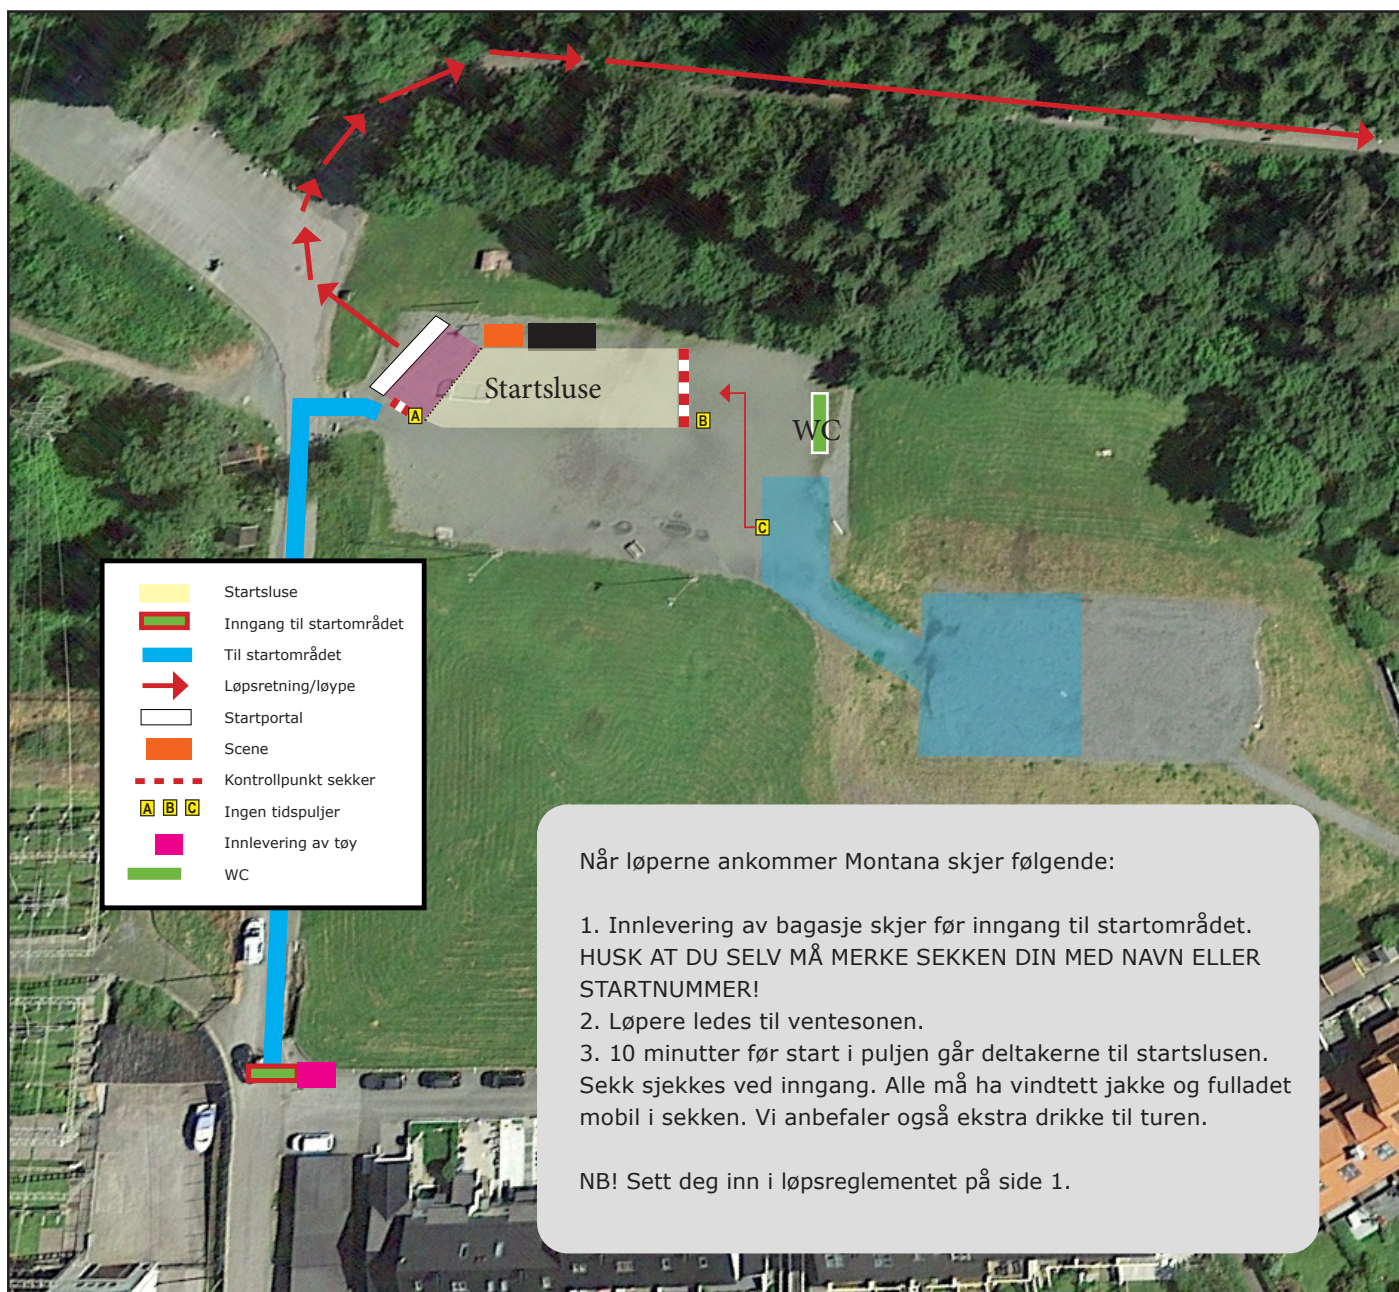 Startsluse
A
B
WC
C
Startsluse
Inngang til startområdet
Til startområdet
Løpsretning/løype
Startportal
Scene
Kontrollpunkt sekker
A B C Ingen tidspuljer
Innlevering av tøy
WC
Når løperne ankommer Montana skjer følgende:
1. Innlevering av bagasje skjer før inngang til startområdet.
HUSK AT DU SELV MÅ MERKE SEKKEN DIN MED NAVN ELLER
STARTNUMMER!
2. Løpere ledes til ventesonen.
3. 10 minutter før start i puljen går deltakerne til startslusen.
Sekk sjekkes ved inngang. Alle må ha vindtett jakke og fulladet
mobil i sekken. Vi anbefaler også ekstra drikke til turen.
NB! Sett deg inn i løpsreglementet på side 1.